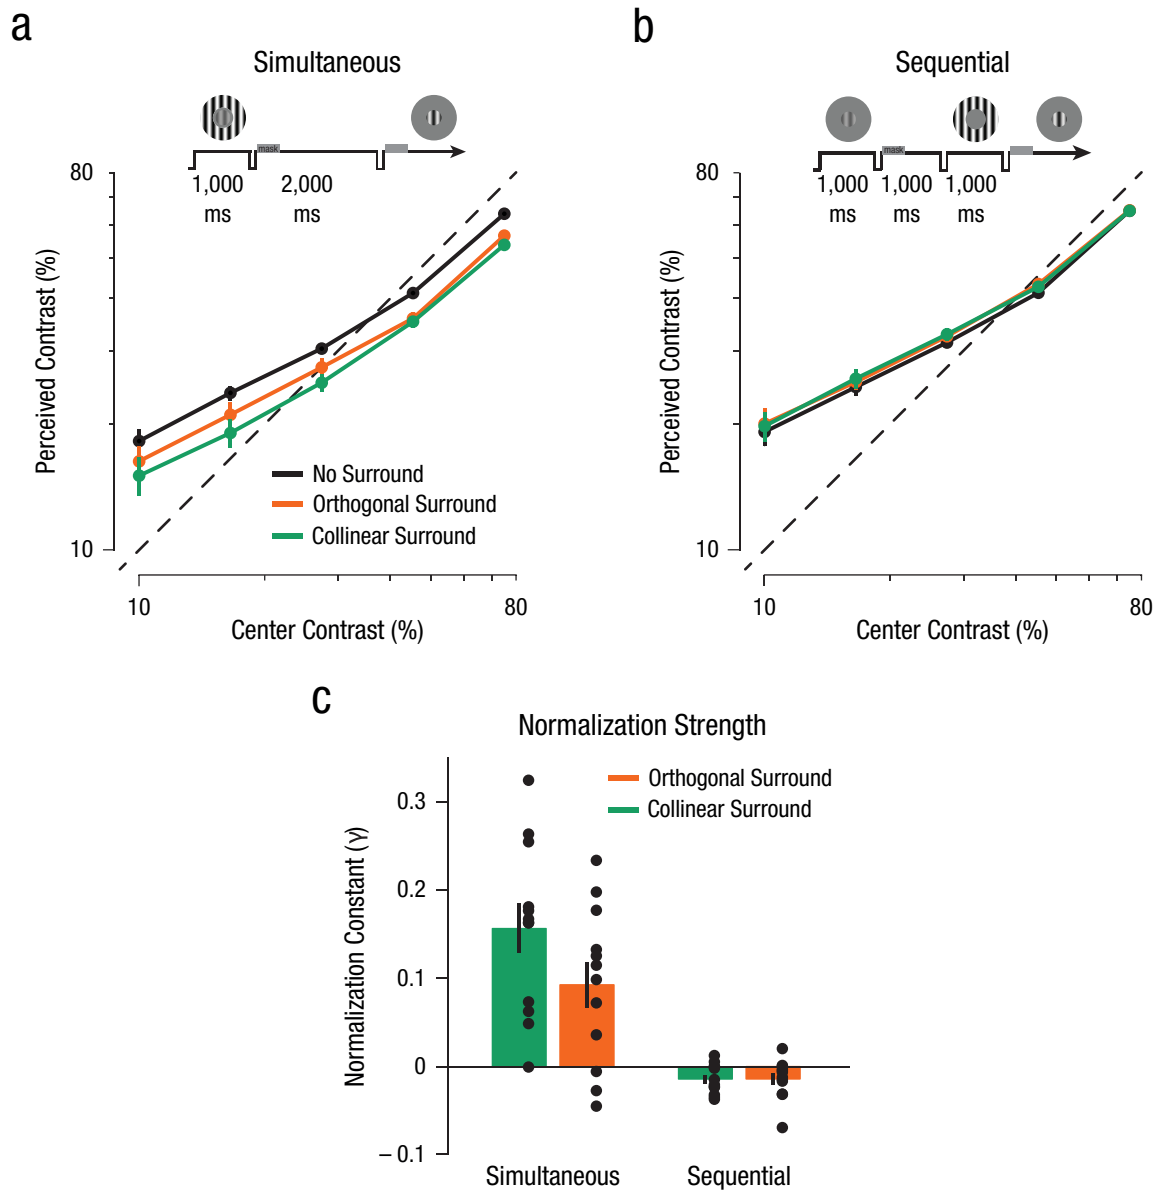 a
Simultaneous
mask
1,000
ms
2,000
ms
80
10
Perceived Contrast (%)
No Surround
Orthogonal Surround
Collinear Surround
10
80
Center Contrast (%)
b
Sequential
mask
1,000
ms
1,000
ms
1,000
ms
80
10
Perceived Contrast (%)
10
80
Center Contrast (%)
c
Normalization Strength
Orthogonal Surround
Collinear Surround
0.3
0.2
0.1
0
– 0.1
Normalization Constant (γ)
Simultaneous
Sequential